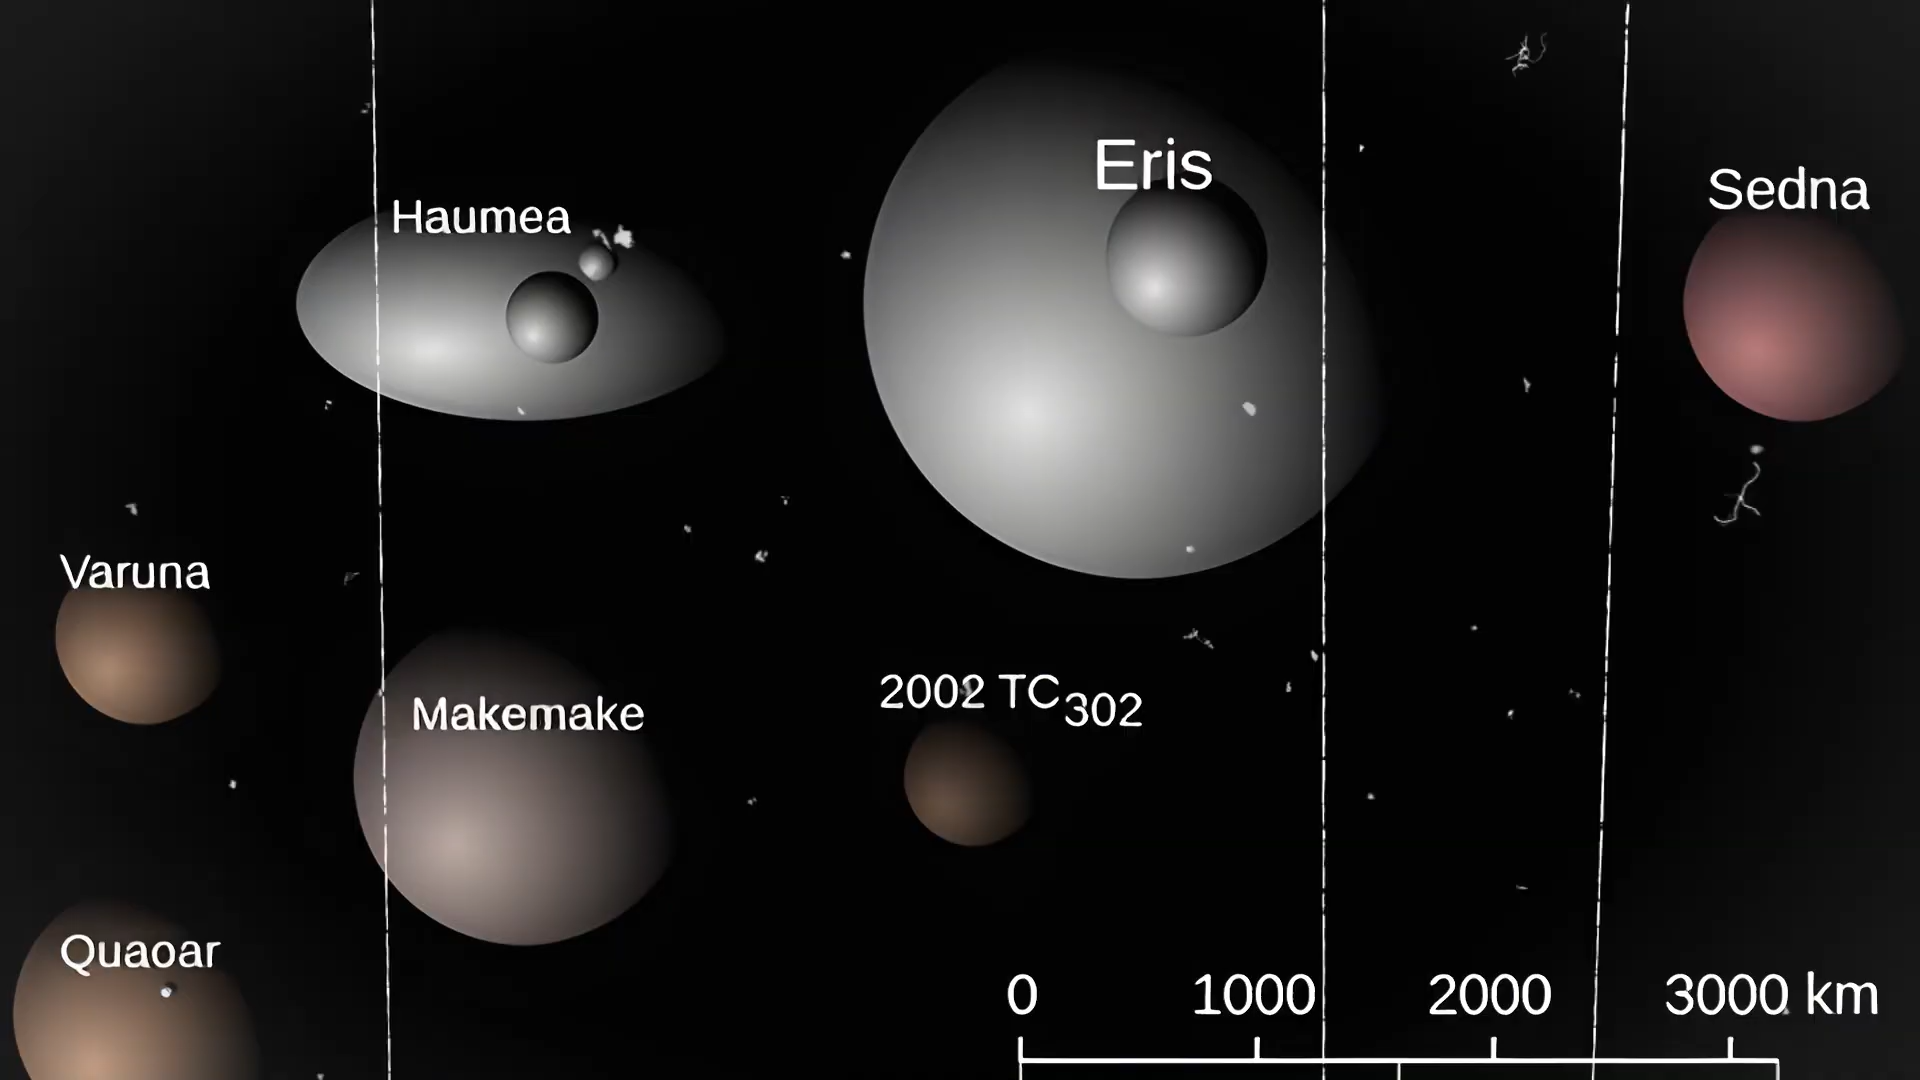 Eris
Sedna
Haumea
Varuna
Makemake
2002 TC302
Quaoar
0 1000 2000 3000 km